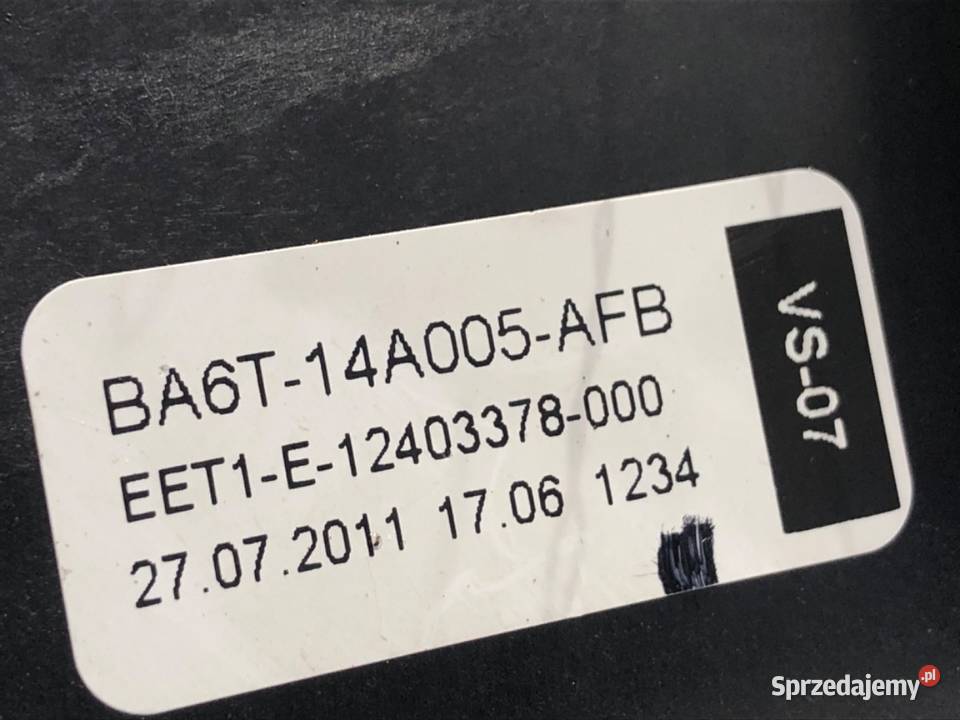 BA6T-14A005-AFB
EET1-E-12403378-000
27.07.2011 17.06 1234
VS-07
Sprzedajemy.pl